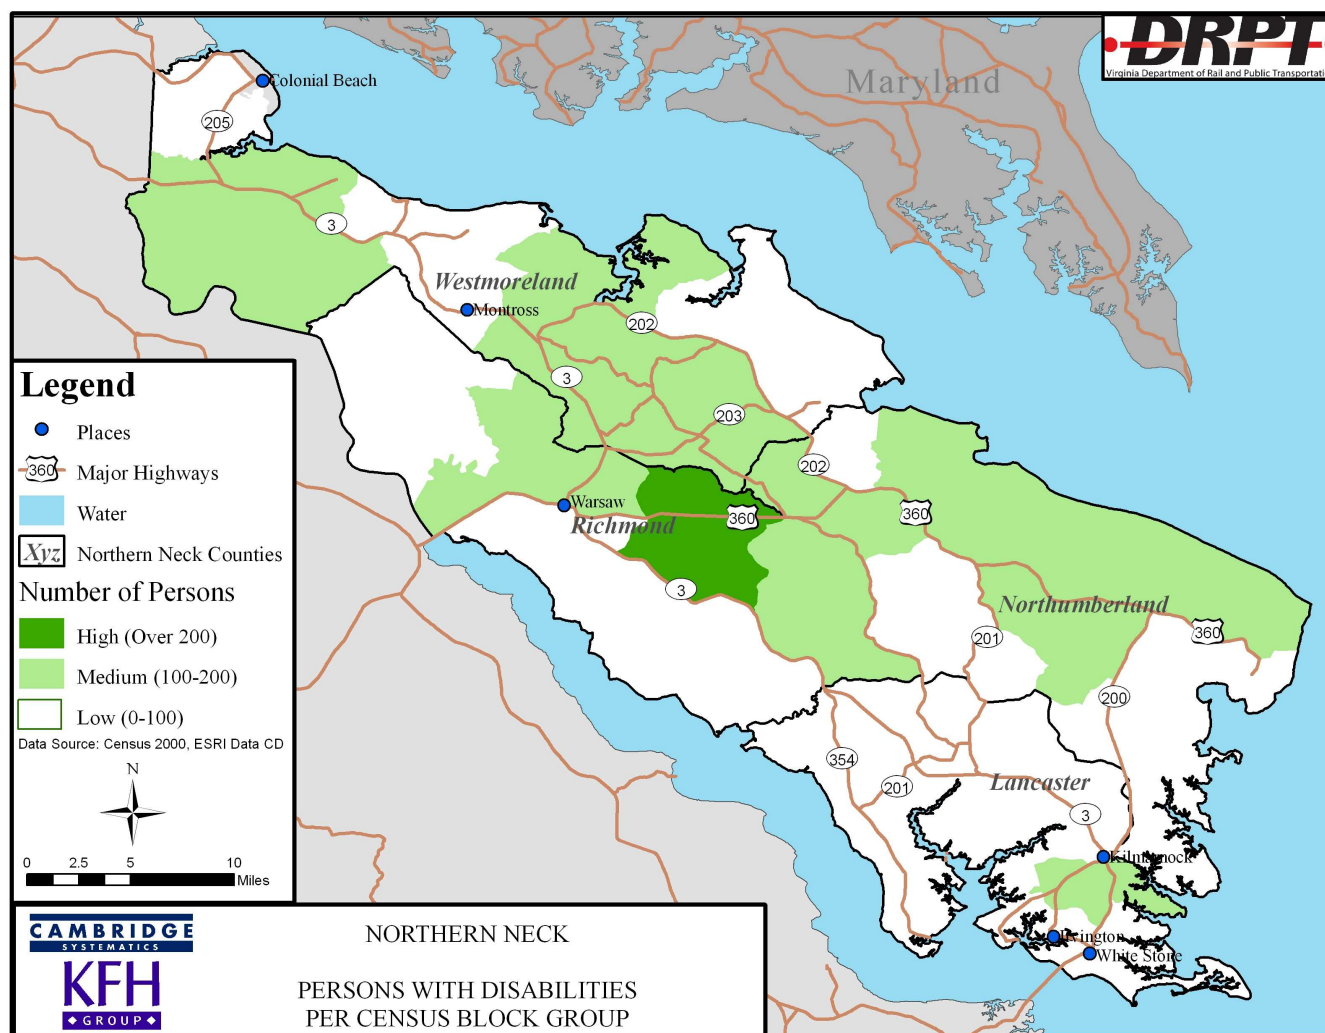 DRPT
Virginia Department of Rail and Public Transportation
Maryland
Colonial Beach
205
3
Westmoreland
Montross
202
3
203
202
Warsaw
Richmond
360
360
3
Northumberland
201
360
200
354
201
Lancaster
3
Kilmarnock
Irvington
White Stone
Legend
Places
360 Major Highways
Water
Xyz Northern Neck Counties
Number of Persons
High (Over 200)
Medium (100-200)
Low (0-100)
Data Source: Census 2000, ESRI Data CD
N
0 2.5 5 10
Miles
CAMBRIDGE
SYSTEMATICS
KFH
GROUP
NORTHERN NECK
PERSONS WITH DISABILITIES
PER CENSUS BLOCK GROUP